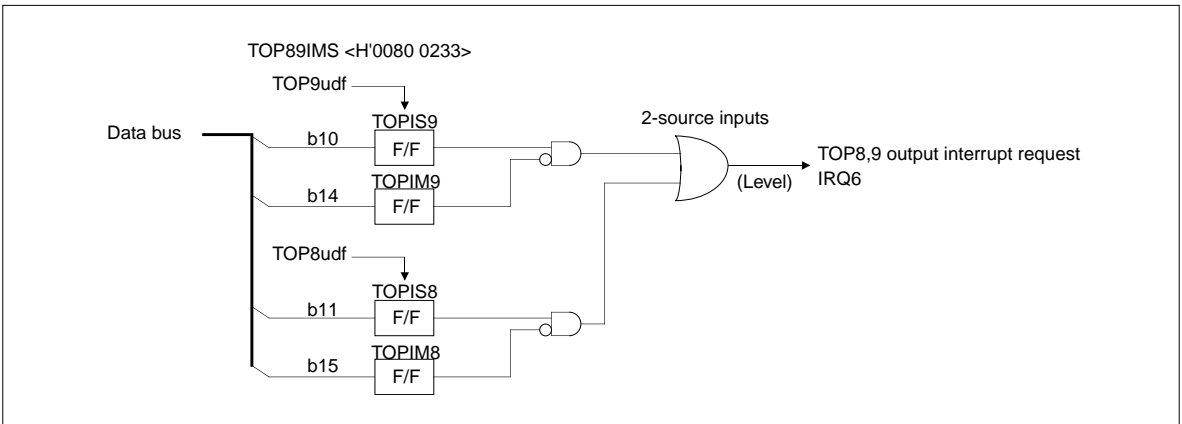 TOP89IMS <H'0080 0233>
TOP9udf
Data bus
b10
TOPIS9
F/F
2-source inputs
TOP8,9 output interrupt request
IRQ6
(Level)
b14
TOPIM9
F/F
TOP8udf
b11
TOPIS8
F/F
b15
TOPIM8
F/F